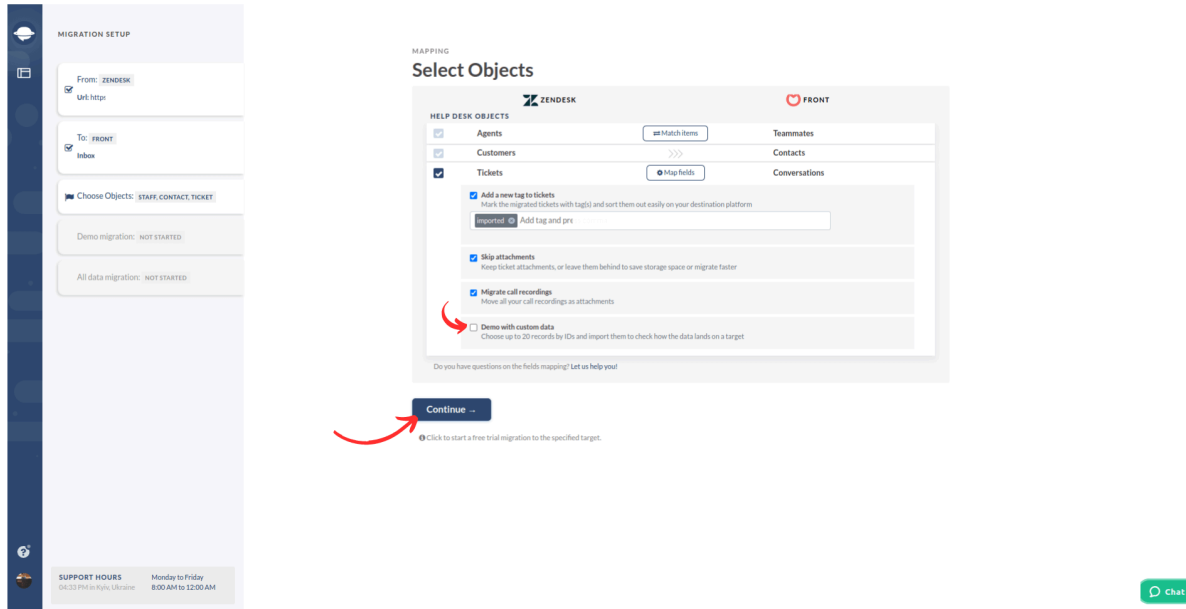 MIGRATION SETUP
From: ZENDESK
Url: https
To: FRONT
Inbox
Choose Objects: STAFF, CONTACT, TICKET
Demo migration: NOT STARTED
All data migration: NOT STARTED
SUPPORT HOURS
04:33 PM in Kyiv, Ukraine
Monday to Friday
8:00 AM to 12:00 AM
MAPPING
Select Objects
ZENDESK FRONT
HELP DESK OBJECTS
Agents Match items Teammates
Customers Contacts
Tickets Map fields Conversations
Add a new tag to tickets
Mark the migrated tickets with tag(s) and sort them out easily on your destination platform
imported Add tag and pre
Skip attachments
Keep ticket attachments, or leave them behind to save storage space or migrate faster
Migrate call recordings
Move all your call recordings as attachments
Demo with custom data
Choose up to 20 records by IDs and import them to check how the data lands on a target
Do you have questions on the fields mapping? Let us help you!
Continue →
Click to start a free trial migration to the specified target.
Chat